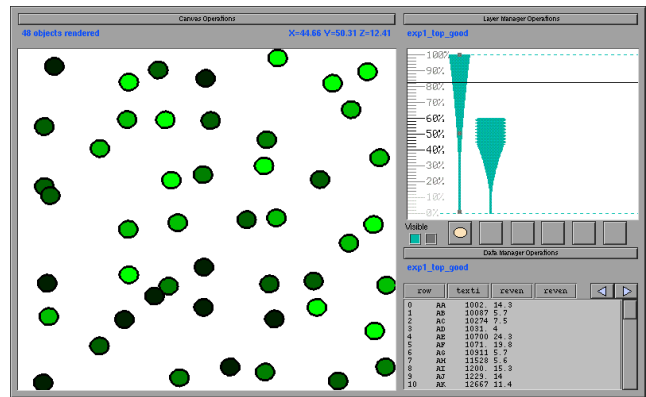 Canvas Operations
48 objects rendered X=44.66 Y=50.31 Z=12.41
Layer Manager Operations
exp1_top_good
100%
90%
80%
70%
60%
50%
40%
30%
20%
10%
0%
Visible
Data Manager Operations
exp1_top_good
row texti reven reven
0 AA 1002. 14.3
1 AB 10087 5.7
2 AC 10274 7.5
3 AD 1031. 4
4 AE 10700 24.3
5 AF 1071. 19.8
6 AG 10911 5.7
7 AH 11528 5.6
8 AI 1200. 15.3
9 AJ 1229. 14
10 AK 12667 11.4